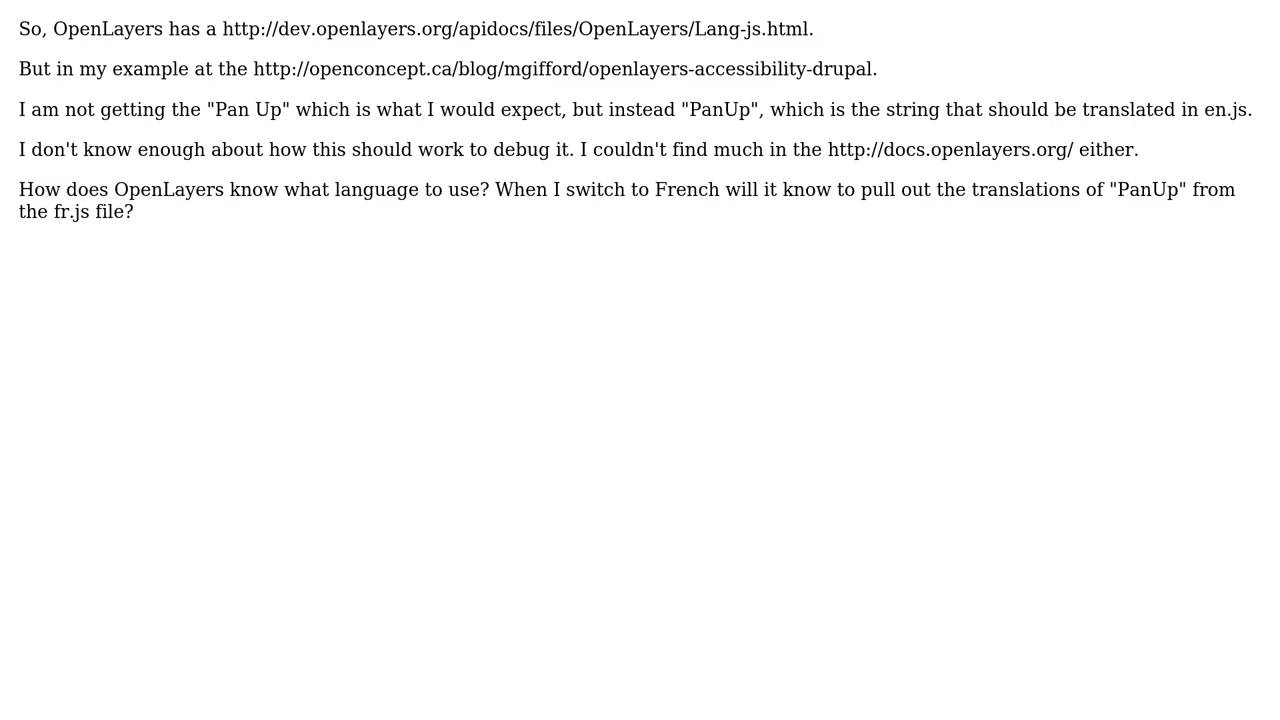 So, OpenLayers has a http://dev.openlayers.org/apidocs/files/OpenLayers/Lang-js.html.
But in my example at the http://openconcept.ca/blog/mgifford/openlayers-accessibility-drupal.
I am not getting the "Pan Up" which is what I would expect, but instead "PanUp", which is the string that should be translated in en.js.
I don't know enough about how this should work to debug it. I couldn't find much in the http://docs.openlayers.org/ either.
How does OpenLayers know what language to use? When I switch to French will it know to pull out the translations of "PanUp" from
the fr.js file?